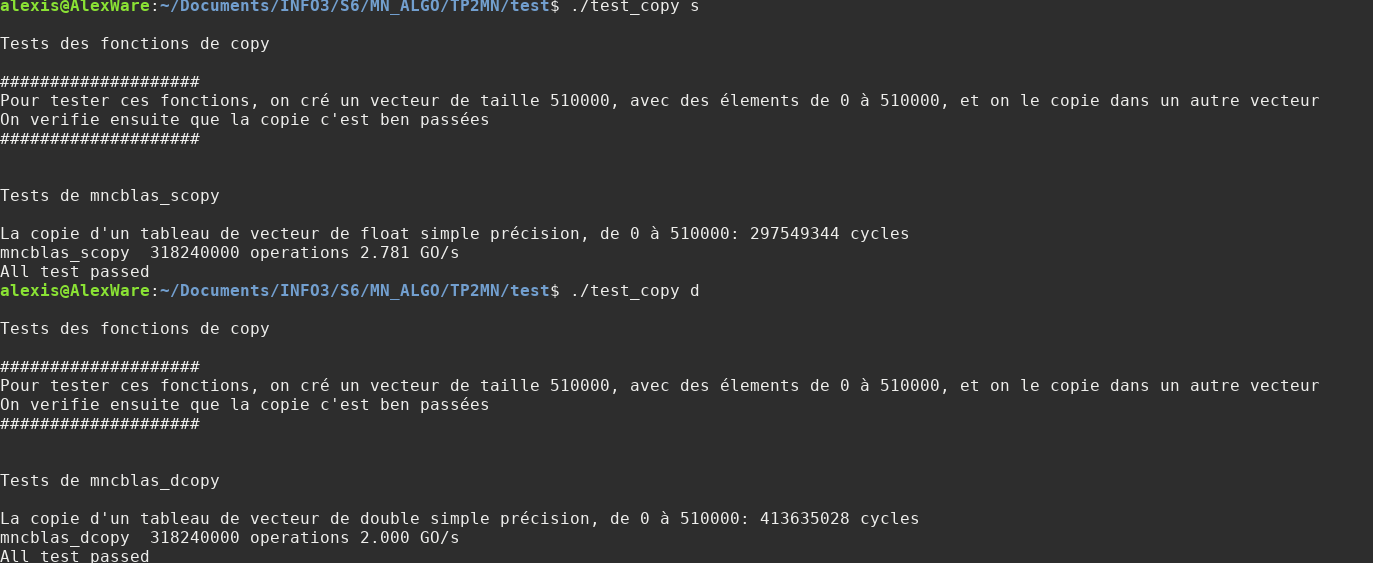 alexis@AlexWare:~/Documents/INFO3/S6/MN_ALGO/TP2MN/test$ ./test_copy s
Tests des fonctions de copy
####################
Pour tester ces fonctions, on cré un vecteur de taille 510000, avec des élements de 0 à 510000, et on le copie dans un autre vecteur
On verifie ensuite que la copie c'est ben passées
####################
Tests de mncblas_scopy
La copie d'un tableau de vecteur de float simple précision, de 0 à 510000: 297549344 cycles
mncblas_scopy  318240000 operations 2.781 GO/s
All test passed
alexis@AlexWare:~/Documents/INFO3/S6/MN_ALGO/TP2MN/test$ ./test_copy d
Tests des fonctions de copy
####################
Pour tester ces fonctions, on cré un vecteur de taille 510000, avec des élements de 0 à 510000, et on le copie dans un autre vecteur
On verifie ensuite que la copie c'est ben passées
####################
Tests de mncblas_dcopy
La copie d'un tableau de vecteur de double simple précision, de 0 à 510000: 413635028 cycles
mncblas_dcopy  318240000 operations 2.000 GO/s
All test passed